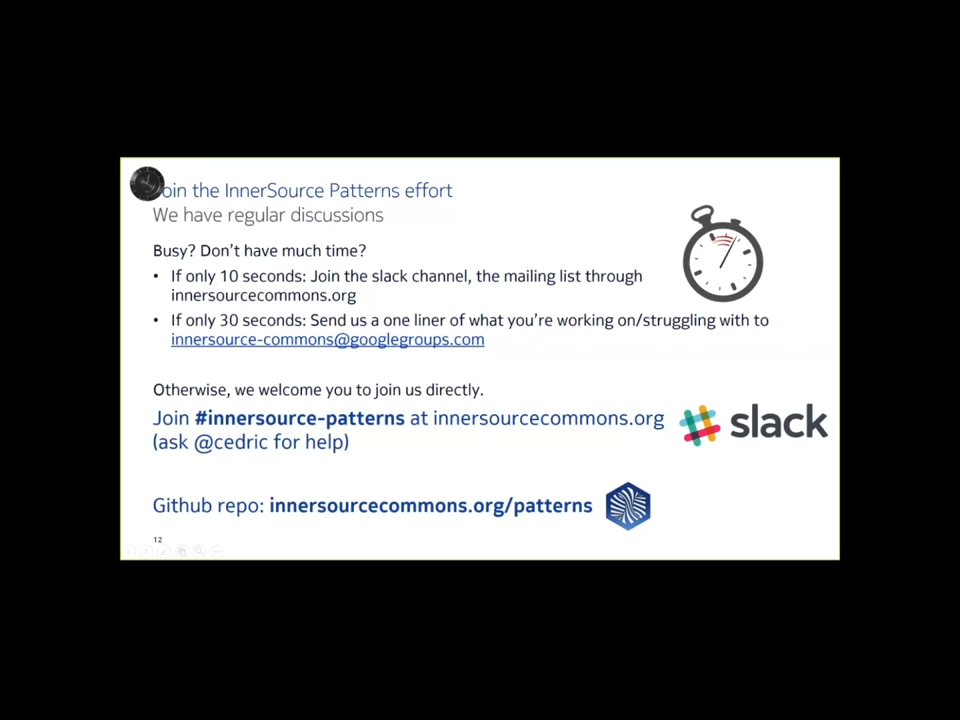 oin the InnerSource Patterns effort
We have regular discussions
Busy? Don't have much time?
• If only 10 seconds: Join the slack channel, the mailing list through
innersourcecommons.org
• If only 30 seconds: Send us a one liner of what you're working on/struggling with to
innersource-commons@googlegroups.com
Otherwise, we welcome you to join us directly.
Join #innersource-patterns at innersourcecommons.org
(ask @cedric for help)
slack
Github repo: innersourcecommons.org/patterns
12